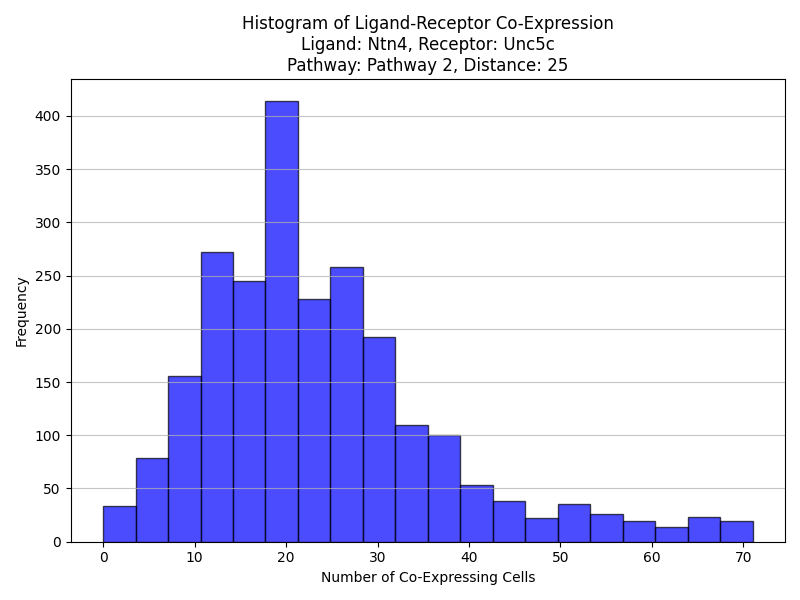 Histogram of Ligand-Receptor Co-Expression
Ligand: Ntn4, Receptor: Unc5c
Pathway: Pathway 2, Distance: 25
Frequency
400
350
300
250
200
150
100
50
0
0 10 20 30 40 50 60 70
Number of Co-Expressing Cells